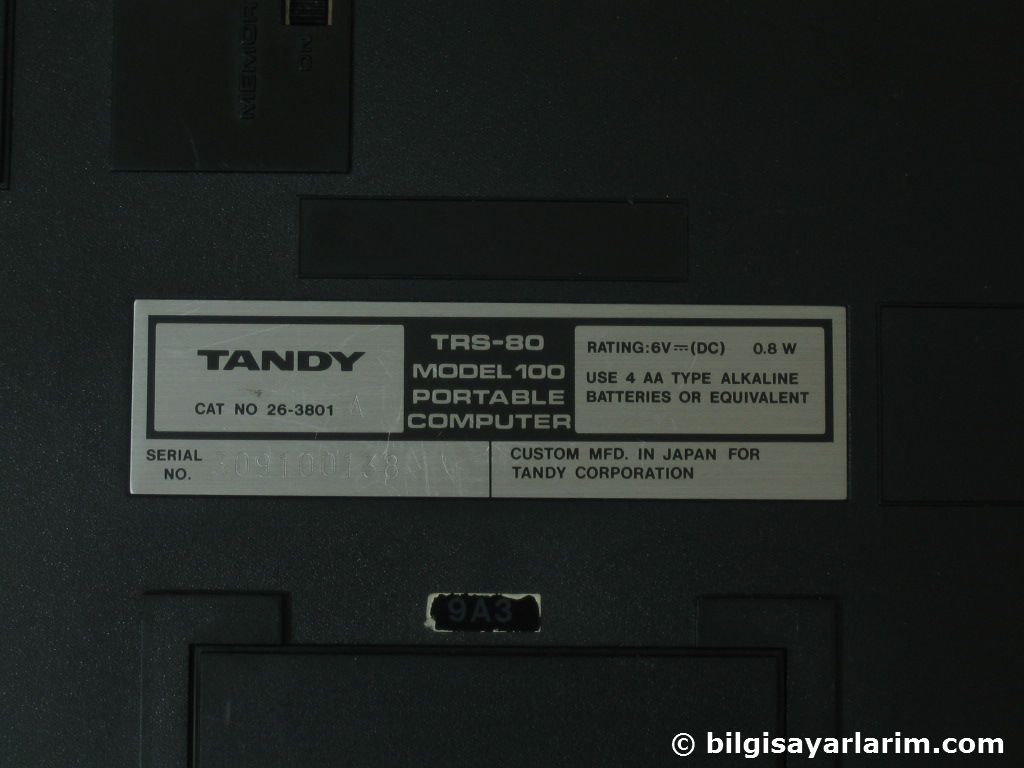 ON
TANDY
CAT NO 26-3801 A
TRS-80
MODEL 100
PORTABLE
COMPUTER
RATING:6V⎓(DC) 0.8 W
USE 4 AA TYPE ALKALINE
BATTERIES OR EQUIVALENT
SERIAL
NO.
CUSTOM MFD. IN JAPAN FOR
TANDY CORPORATION
9A3
© bilgisayarlarim.com